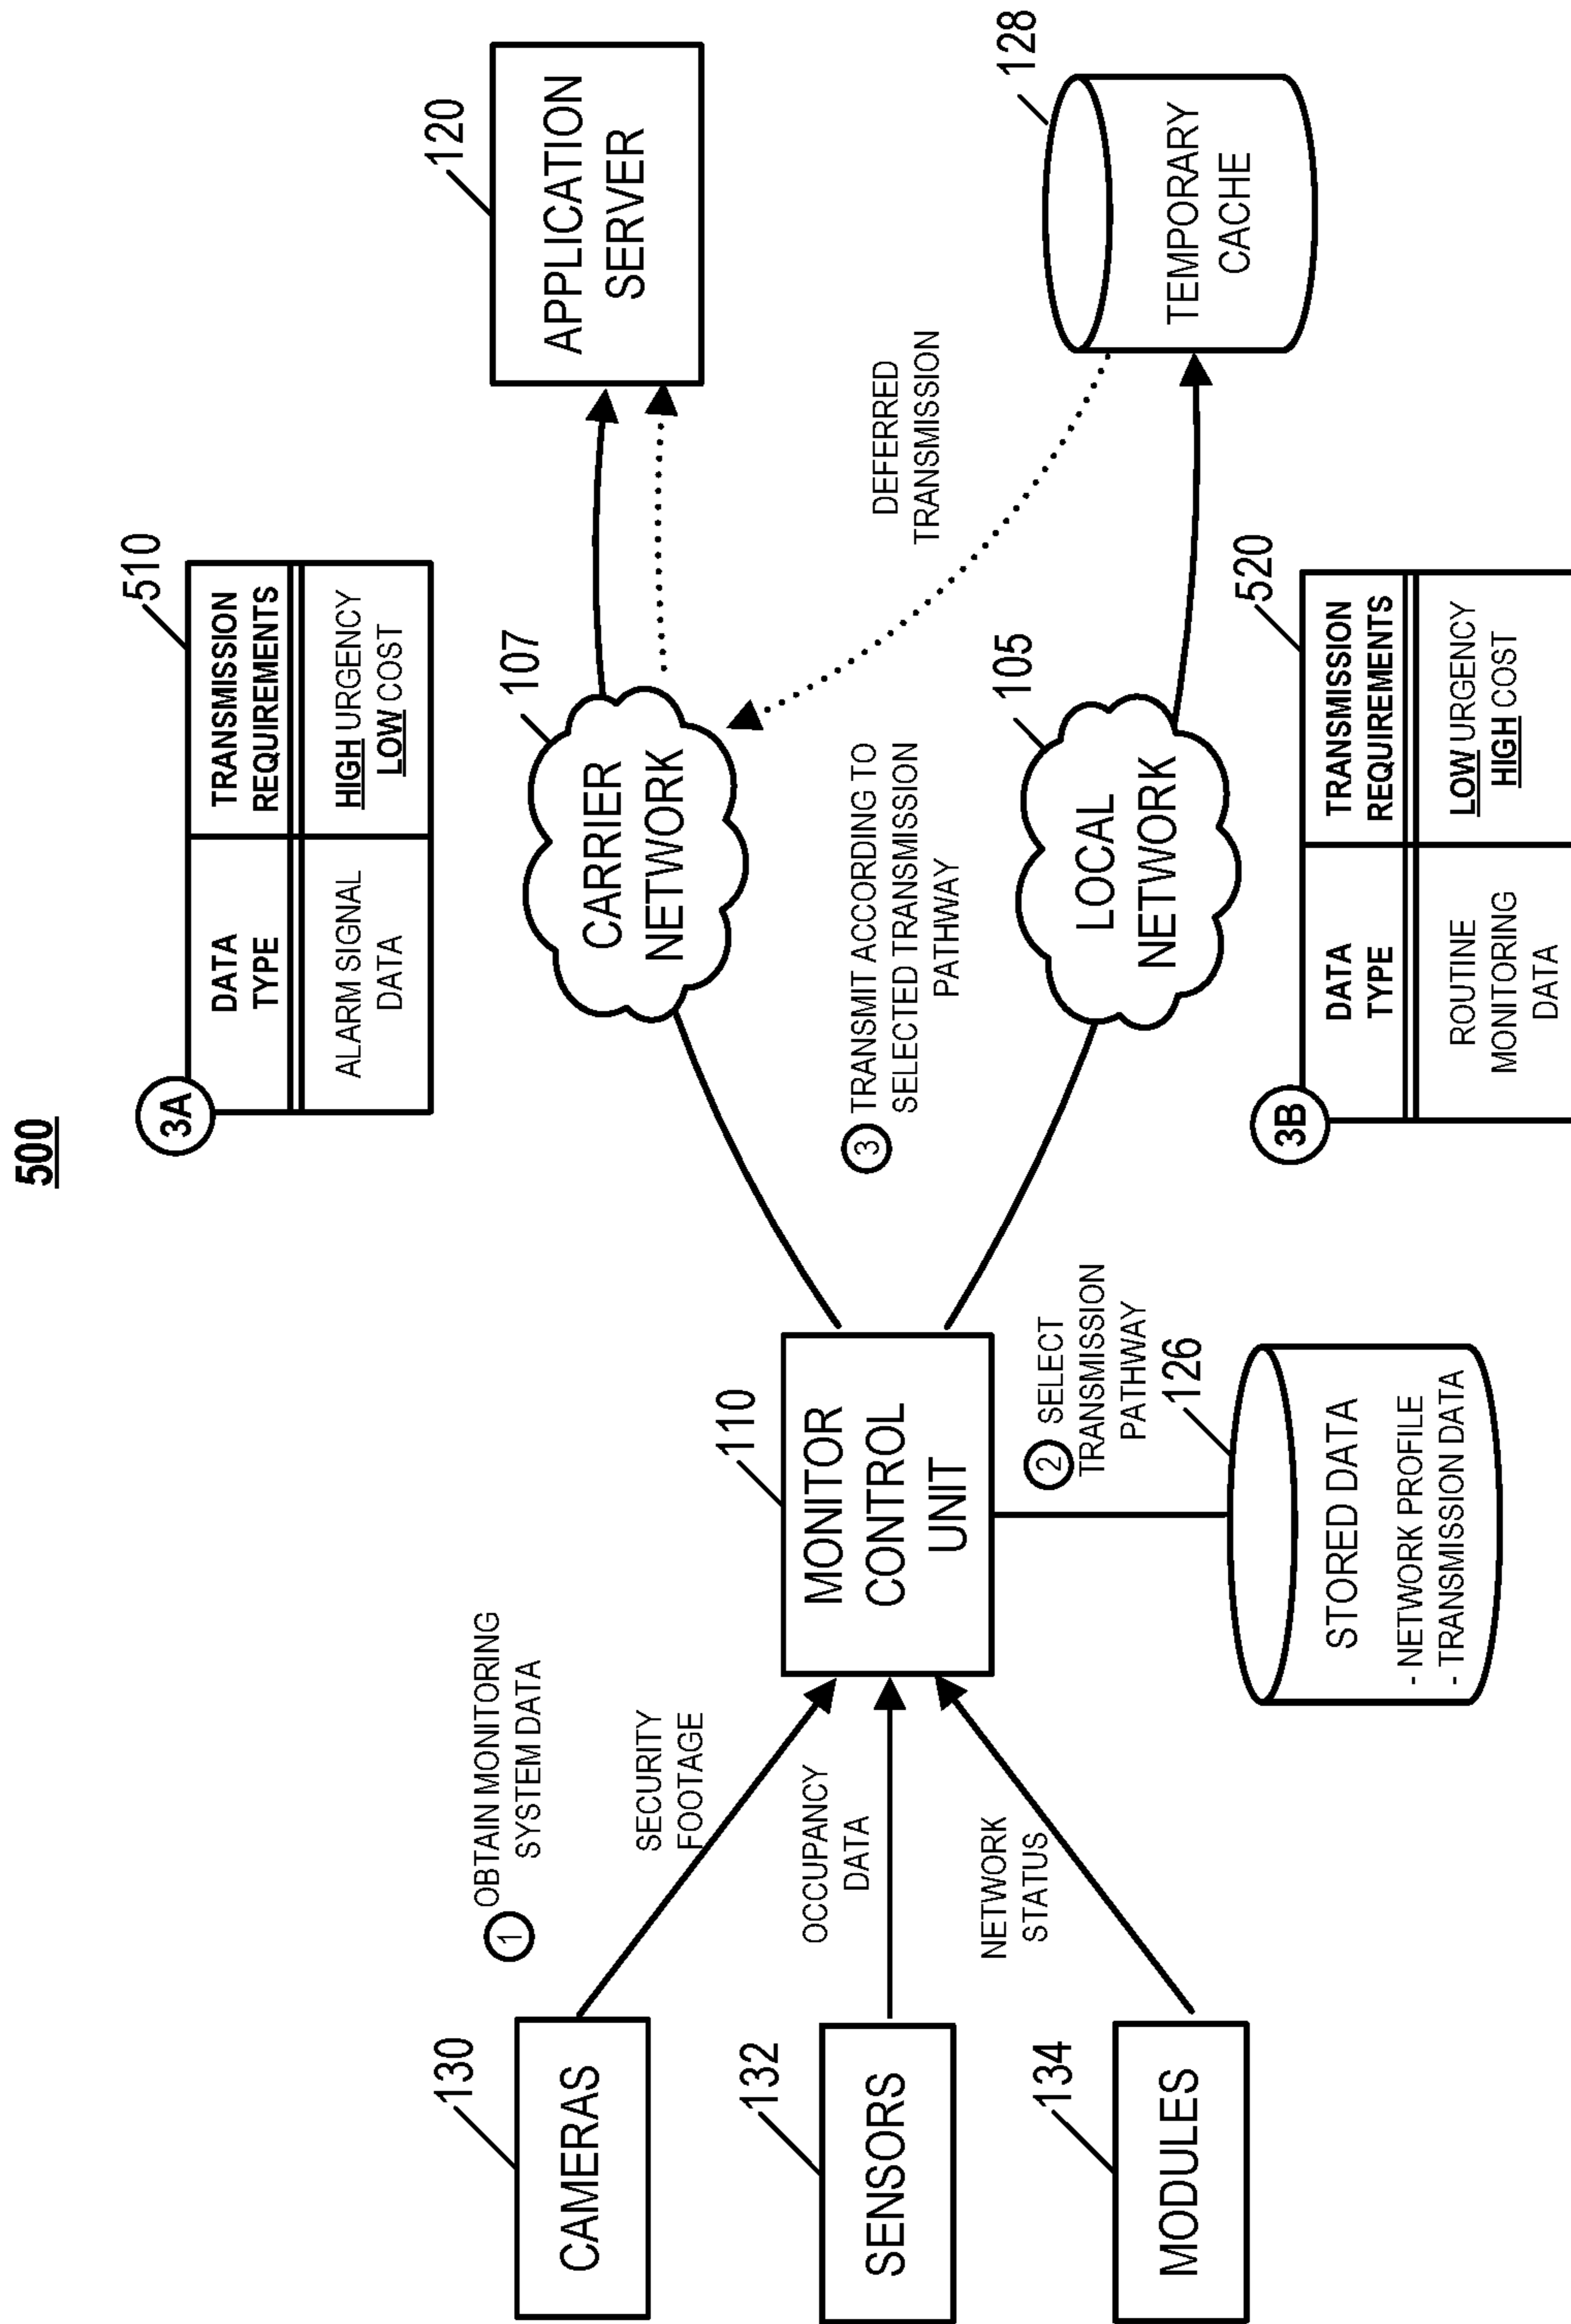 500
130
CAMERAS
132
SENSORS
134
MODULES
1
OBTAIN MONITORING
SYSTEM DATA
SECURITY
FOOTAGE
OCCUPANCY
DATA
NETWORK
STATUS
110
MONITOR
CONTROL
UNIT
2 SELECT
TRANSMISSION
PATHWAY
126
STORED DATA
- NETWORK PROFILE
- TRANSMISSION DATA
3A
510
DATA
TYPE
TRANSMISSION
REQUIREMENTS
ALARM SIGNAL
DATA
HIGH URGENCY
LOW COST
107
CARRIER
NETWORK
3 TRANSMIT ACCORDING TO
SELECTED TRANSMISSION
PATHWAY
105
LOCAL
NETWORK
3B
520
DATA
TYPE
TRANSMISSION
REQUIREMENTS
ROUTINE
MONITORING
DATA
LOW URGENCY
HIGH COST
120
APPLICATION
SERVER
DEFERRED
TRANSMISSION
128
TEMPORARY
CACHE